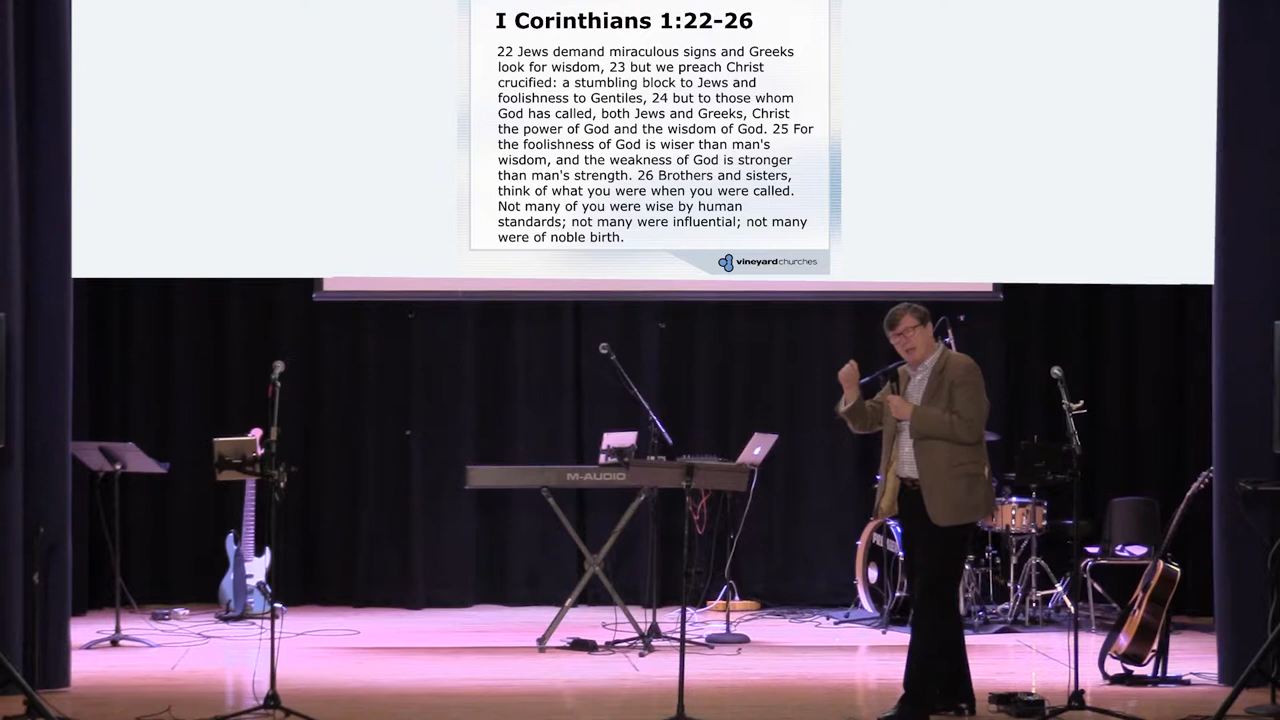 I Corinthians 1:22-26
22 Jews demand miraculous signs and Greeks
look for wisdom, 23 but we preach Christ
crucified: a stumbling block to Jews and
foolishness to Gentiles, 24 but to those whom
God has called, both Jews and Greeks, Christ
the power of God and the wisdom of God. 25 For
the foolishness of God is wiser than man's
wisdom, and the weakness of God is stronger
than man's strength. 26 Brothers and sisters,
think of what you were when you were called.
Not many of you were wise by human
standards; not many were influential; not many
were of noble birth.
vineyardchurches
M-AUDIO